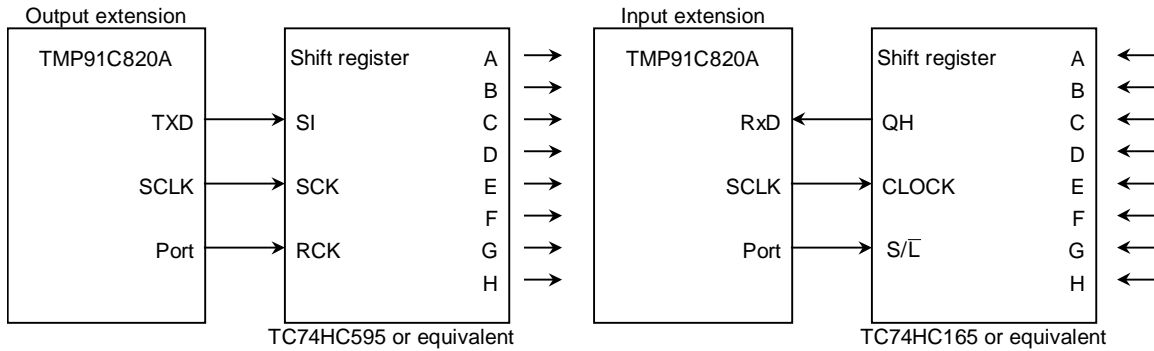 Output extension
TMP91C820A
TXD
SCLK
Port
Shift register
SI
SCK
RCK
A
B
C
D
E
F
G
H
TC74HC595 or equivalent
Input extension
TMP91C820A
RxD
SCLK
Port
Shift register
QH
CLOCK
S/L̅
A
B
C
D
E
F
G
H
TC74HC165 or equivalent